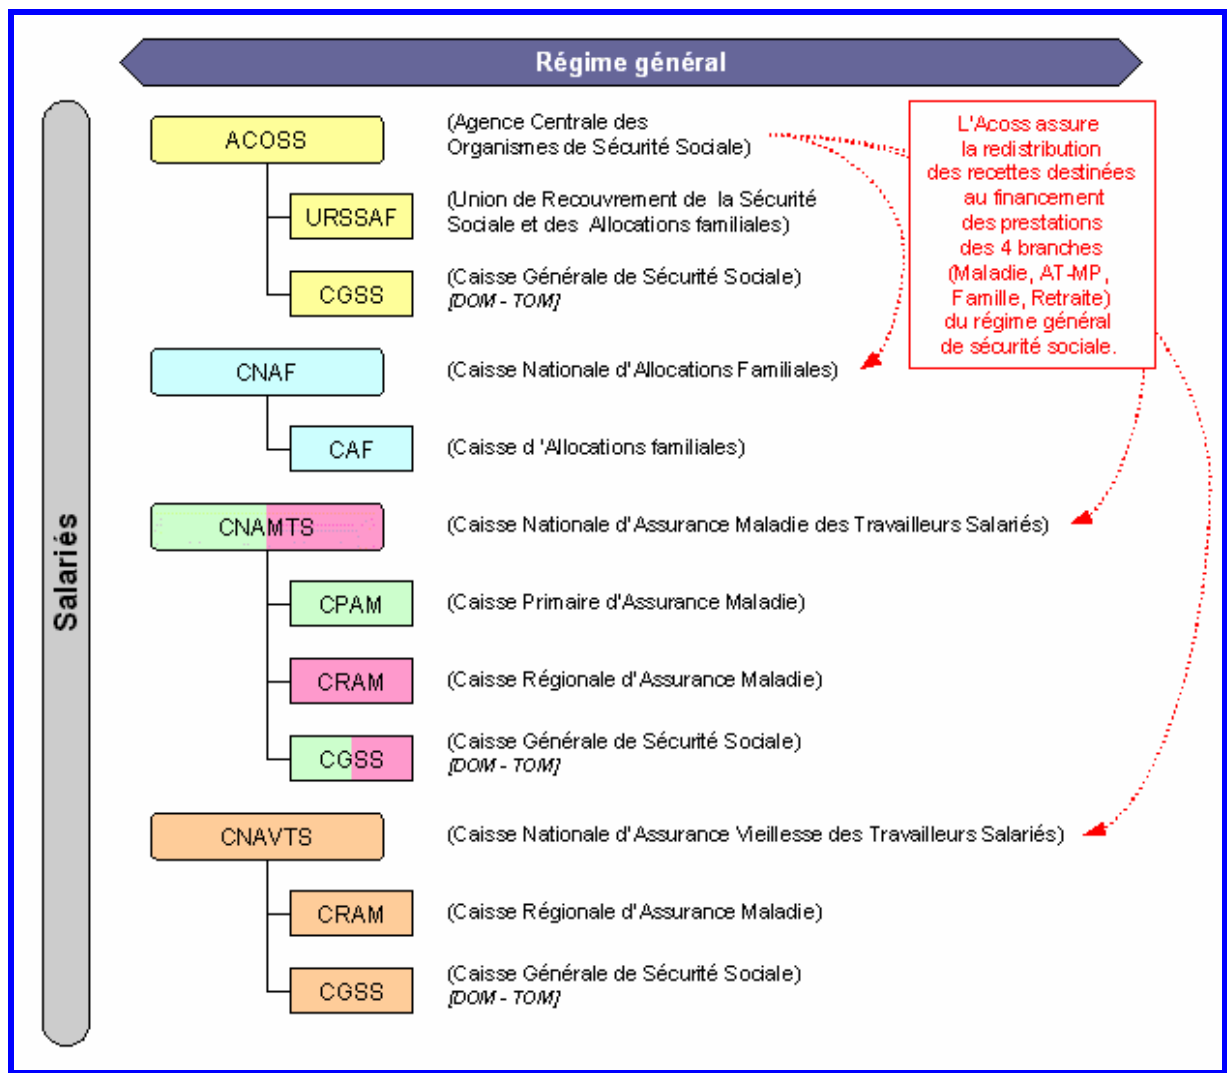 Régime général
Salariés
ACOSS
(Agence Centrale des
Organismes de Sécurité Sociale)
URSSAF
(Union de Recouvrement de la Sécurité
Sociale et des Allocations familiales)
CGSS
(Caisse Générale de Sécurité Sociale)
[DOM - TOM]
L'Acoss assure
la redistribution
des recettes destinées
au financement
des prestations
des 4 branches
(Maladie, AT-MP,
Famille, Retraite)
du régime général
de sécurité sociale.
CNAF
(Caisse Nationale d'Allocations Familiales)
CAF
(Caisse d 'Allocations familiales)
CNAMTS
(Caisse Nationale d'Assurance Maladie des Travailleurs Salariés)
CPAM
(Caisse Primaire d'Assurance Maladie)
CRAM
(Caisse Régionale d'Assurance Maladie)
CGSS
(Caisse Générale de Sécurité Sociale)
[DOM - TOM]
CNAVTS
(Caisse Nationale d'Assurance Vieillesse des Travailleurs Salariés)
CRAM
(Caisse Régionale d'Assurance Maladie)
CGSS
(Caisse Générale de Sécurité Sociale)
[DOM - TOM]